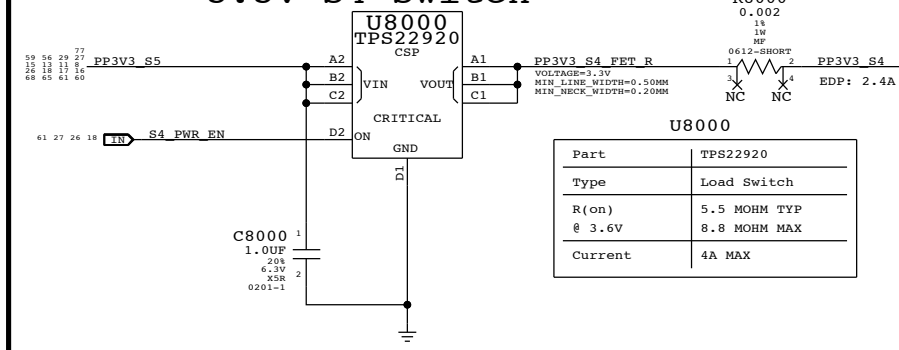 U8000
TPS22920
CSP
0.002
1%
1W
MF
0612-SHORT
77
59 56 29 27
15 13 11 8
26 18 17 16
68 65 61 60
PP3V3_S5
A2
B2
C2
VIN
VOUT
A1
B1
C1
PP3V3_S4_FET_R
VOLTAGE=3.3V
MIN_LINE_WIDTH=0.50MM
MIN_NECK_WIDTH=0.20MM
1
2
3
4
NC
NC
PP3V3_S4
EDP: 2.4A
CRITICAL
61 27 26 18
IN
S4_PWR_EN
D2
ON
GND
D1
C8000
1.0UF
20%
6.3V
X5R
0201-1
1
2
U8000
Part TPS22920
Type Load Switch
R(on) 5.5 MOHM TYP
@ 3.6V 8.8 MOHM MAX
Current 4A MAX